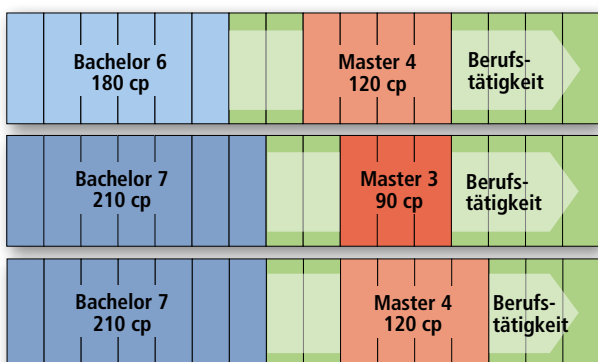 Bachelor 6
180 cp
Master 4
120 cp
Berufs-
tätigkeit
Bachelor 7
210 cp
Master 3
90 cp
Berufs-
tätigkeit
Bachelor 7
210 cp
Master 4
120 cp
Berufs-
tätigkeit